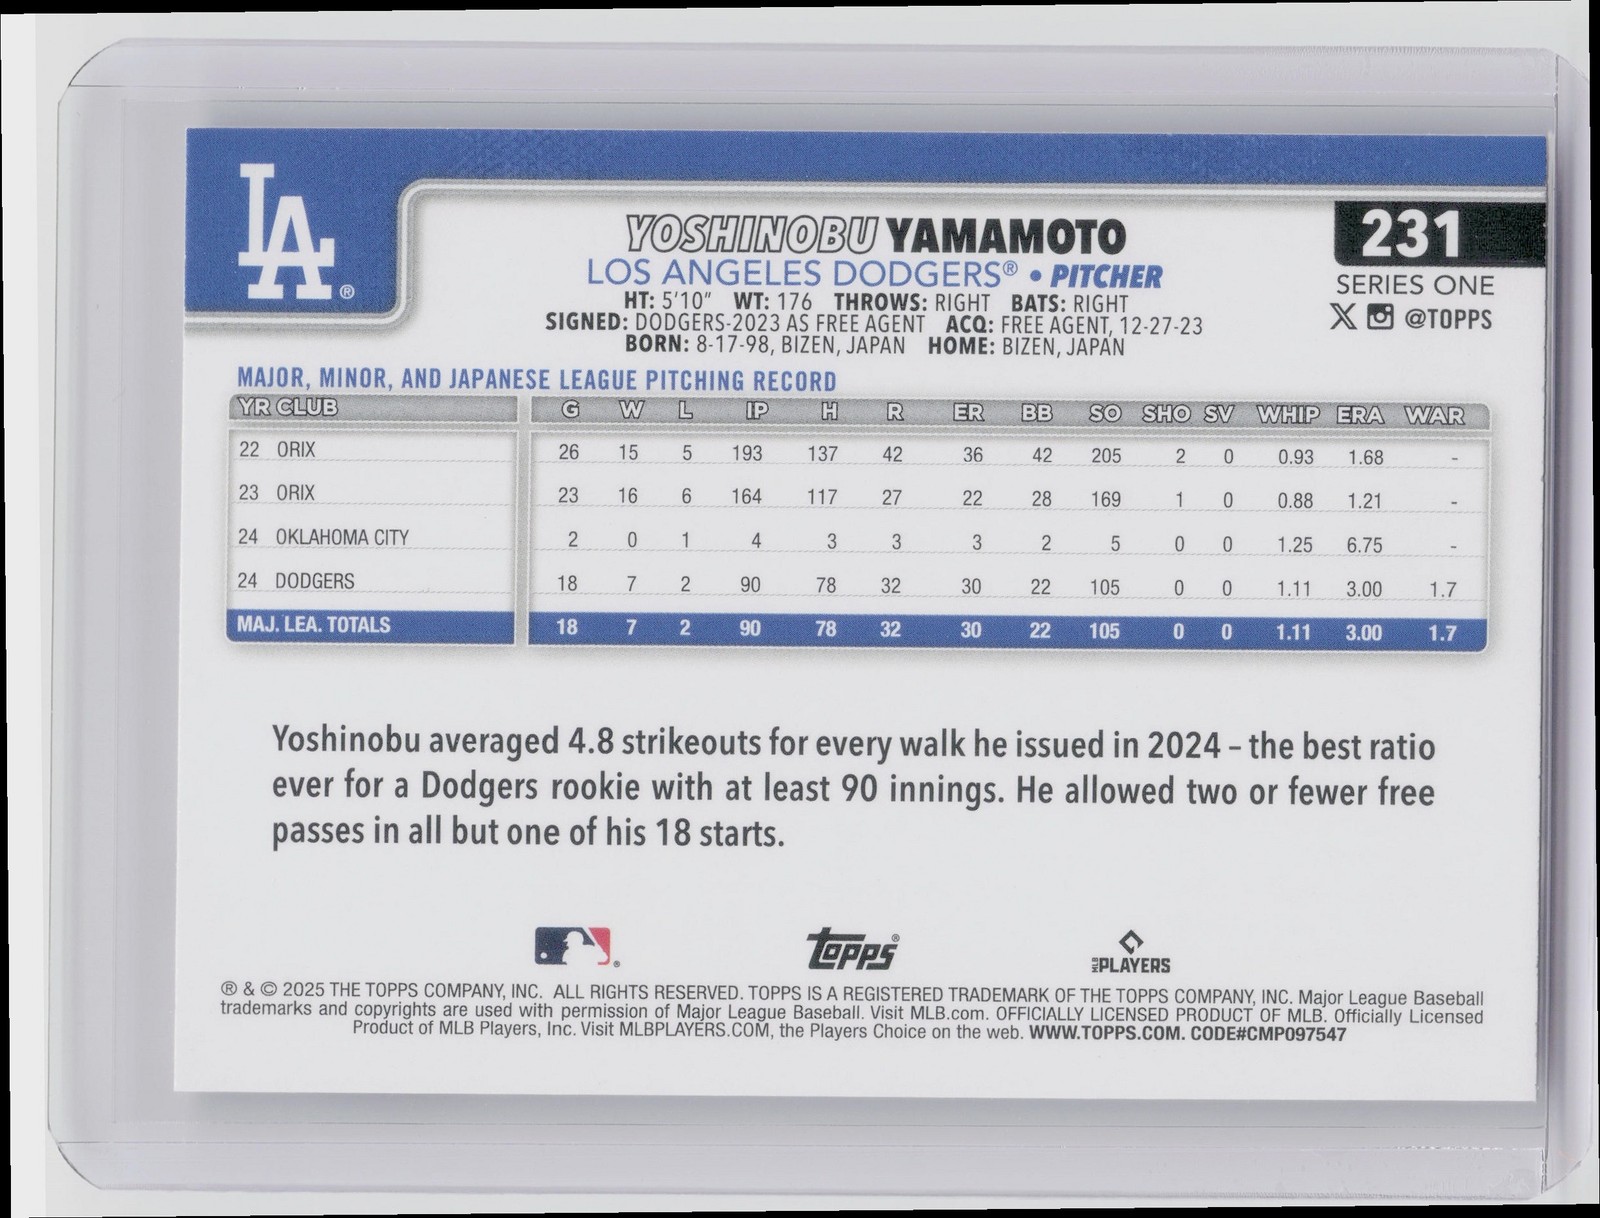 LA®
YOSHINOBU YAMAMOTO
LOS ANGELES DODGERS® • PITCHER
HT: 5'10" WT: 176 THROWS: RIGHT BATS: RIGHT
SIGNED: DODGERS-2023 AS FREE AGENT ACQ: FREE AGENT, 12-27-23
BORN: 8-17-98, BIZEN, JAPAN HOME: BIZEN, JAPAN
231
SERIES ONE
X @TOPPS
MAJOR, MINOR, AND JAPANESE LEAGUE PITCHING RECORD
YR CLUB G W L IP H R ER BB SO SHO SV WHIP ERA WAR
22 ORIX 26 15 5 193 137 42 36 42 205 2 0 0.93 1.68 -
23 ORIX 23 16 6 164 117 27 22 28 169 1 0 0.88 1.21 -
24 OKLAHOMA CITY 2 0 1 4 3 3 3 2 5 0 0 1.25 6.75 -
24 DODGERS 18 7 2 90 78 32 30 22 105 0 0 1.11 3.00 1.7
MAJ. LEA. TOTALS 18 7 2 90 78 32 30 22 105 0 0 1.11 3.00 1.7
Yoshinobu averaged 4.8 strikeouts for every walk he issued in 2024 – the best ratio
ever for a Dodgers rookie with at least 90 innings. He allowed two or fewer free
passes in all but one of his 18 starts.
®
Topps®
MLB PLAYERS
® & © 2025 THE TOPPS COMPANY, INC. ALL RIGHTS RESERVED. TOPPS IS A REGISTERED TRADEMARK OF THE TOPPS COMPANY, INC. Major League Baseball
trademarks and copyrights are used with permission of Major League Baseball. Visit MLB.com. OFFICIALLY LICENSED PRODUCT OF MLB. Officially Licensed
Product of MLB Players, Inc. Visit MLBPLAYERS.COM, the Players Choice on the web. WWW.TOPPS.COM. CODE#CMP097547